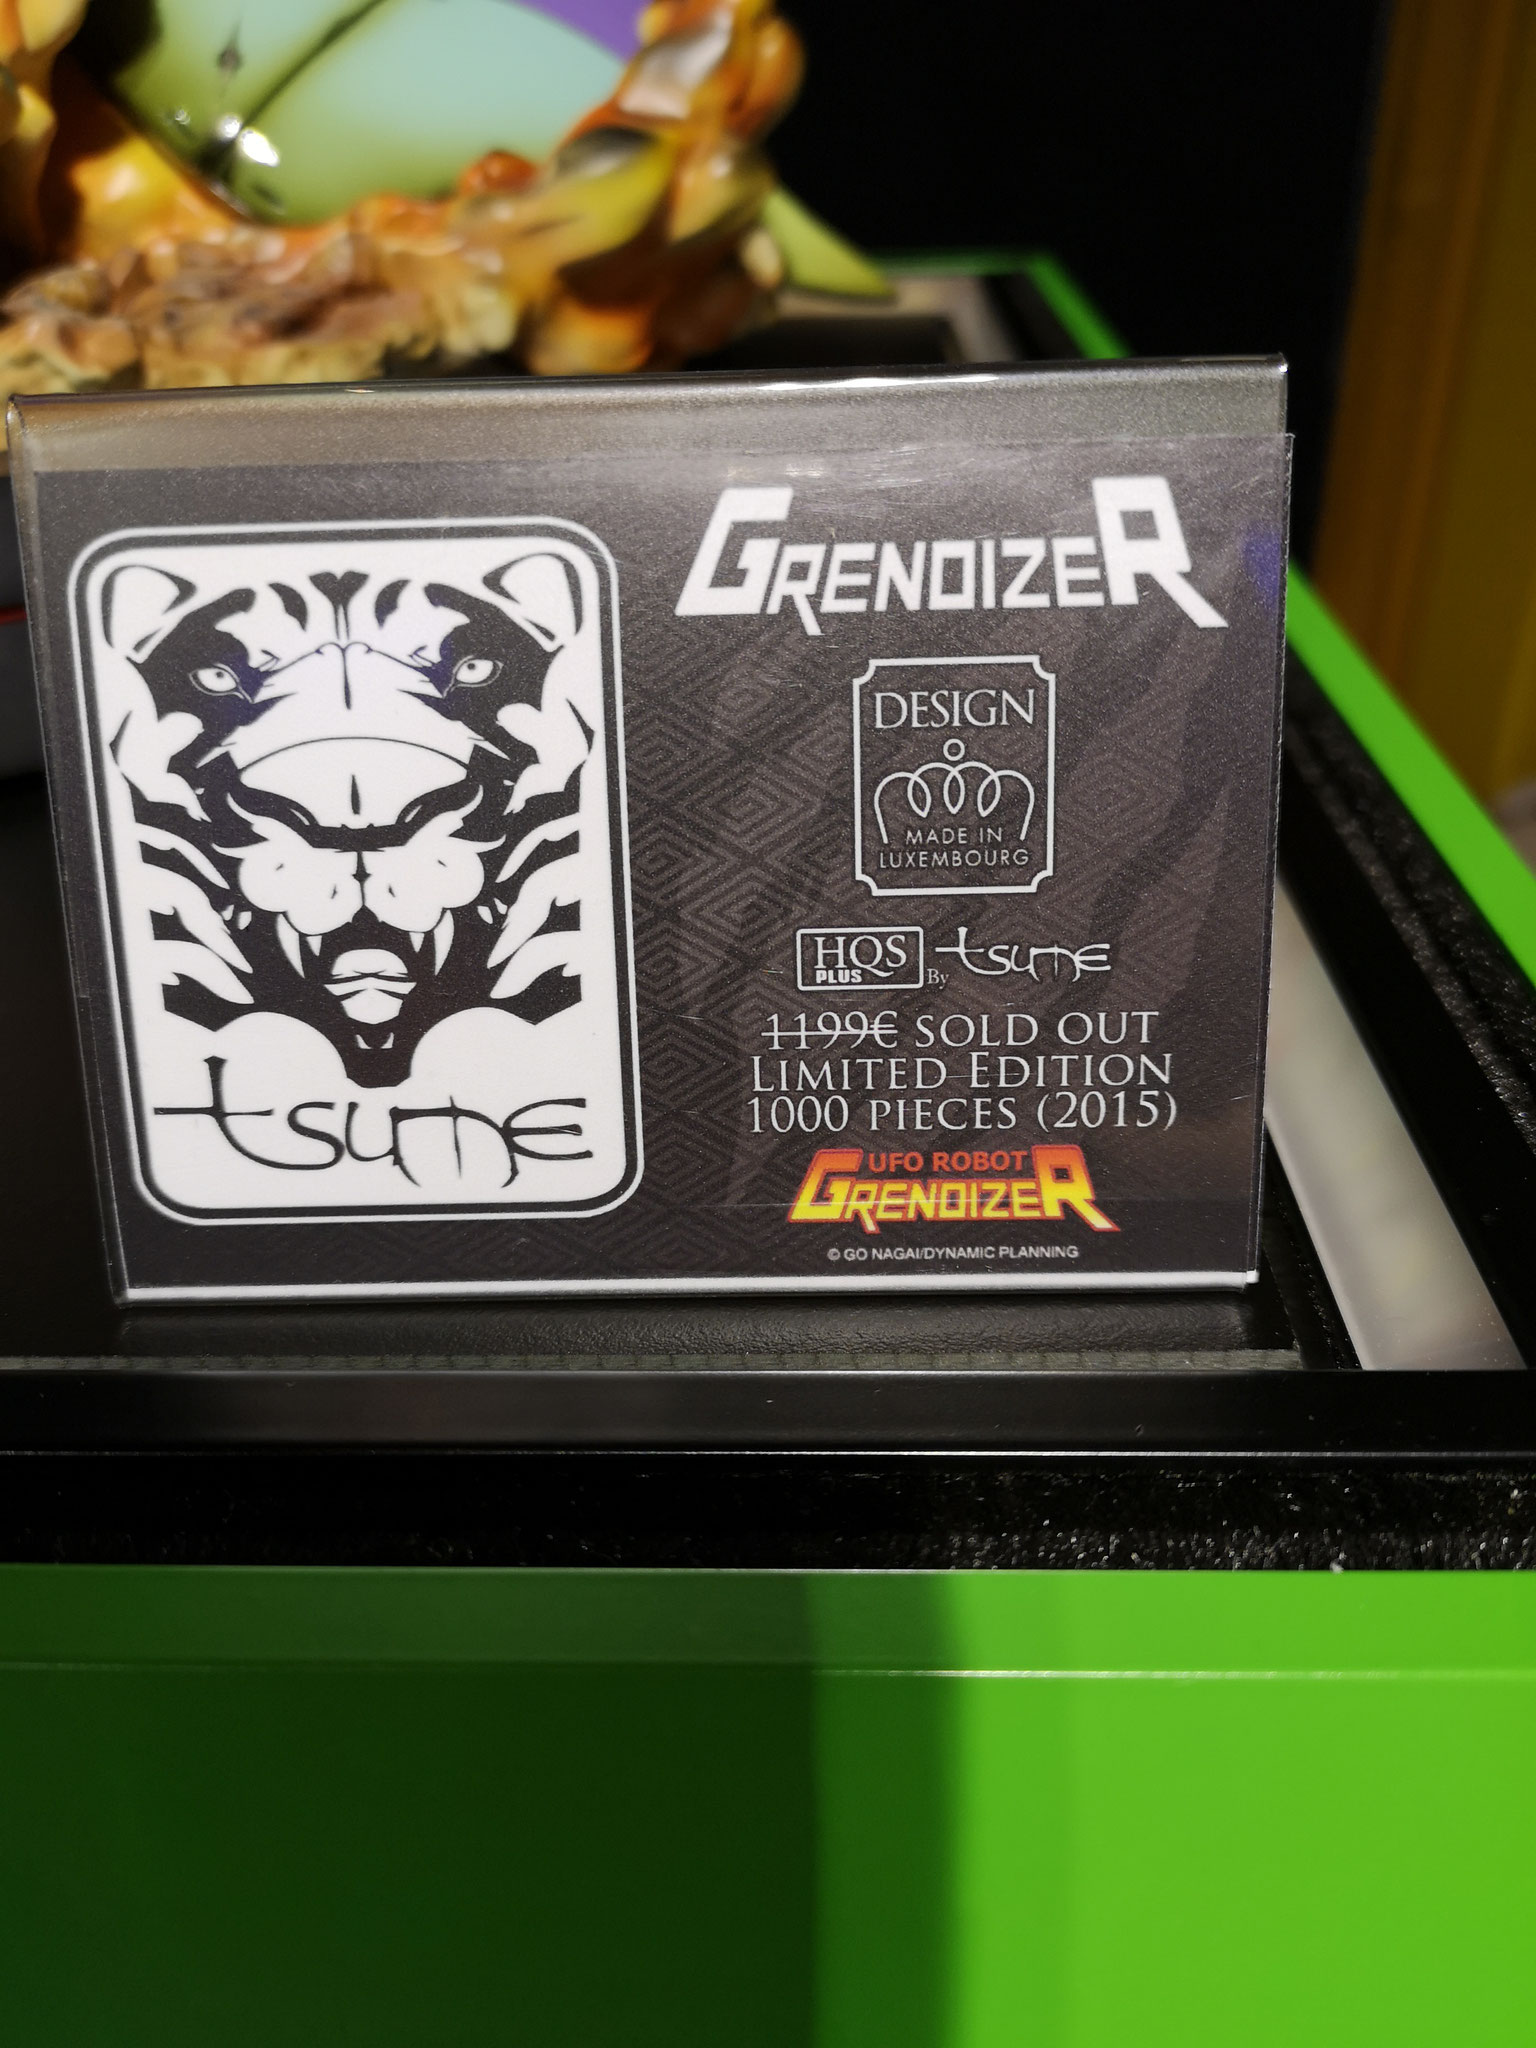 tsume
GRENDIZER
DESIGN
MADE IN
LUXEMBOURG
HQS
PLUS
By tsume
1199€ SOLD OUT
LIMITED EDITION
1000 PIECES (2015)
UFO ROBOT
GRENDIZER
© GO NAGAI/DYNAMIC PLANNING